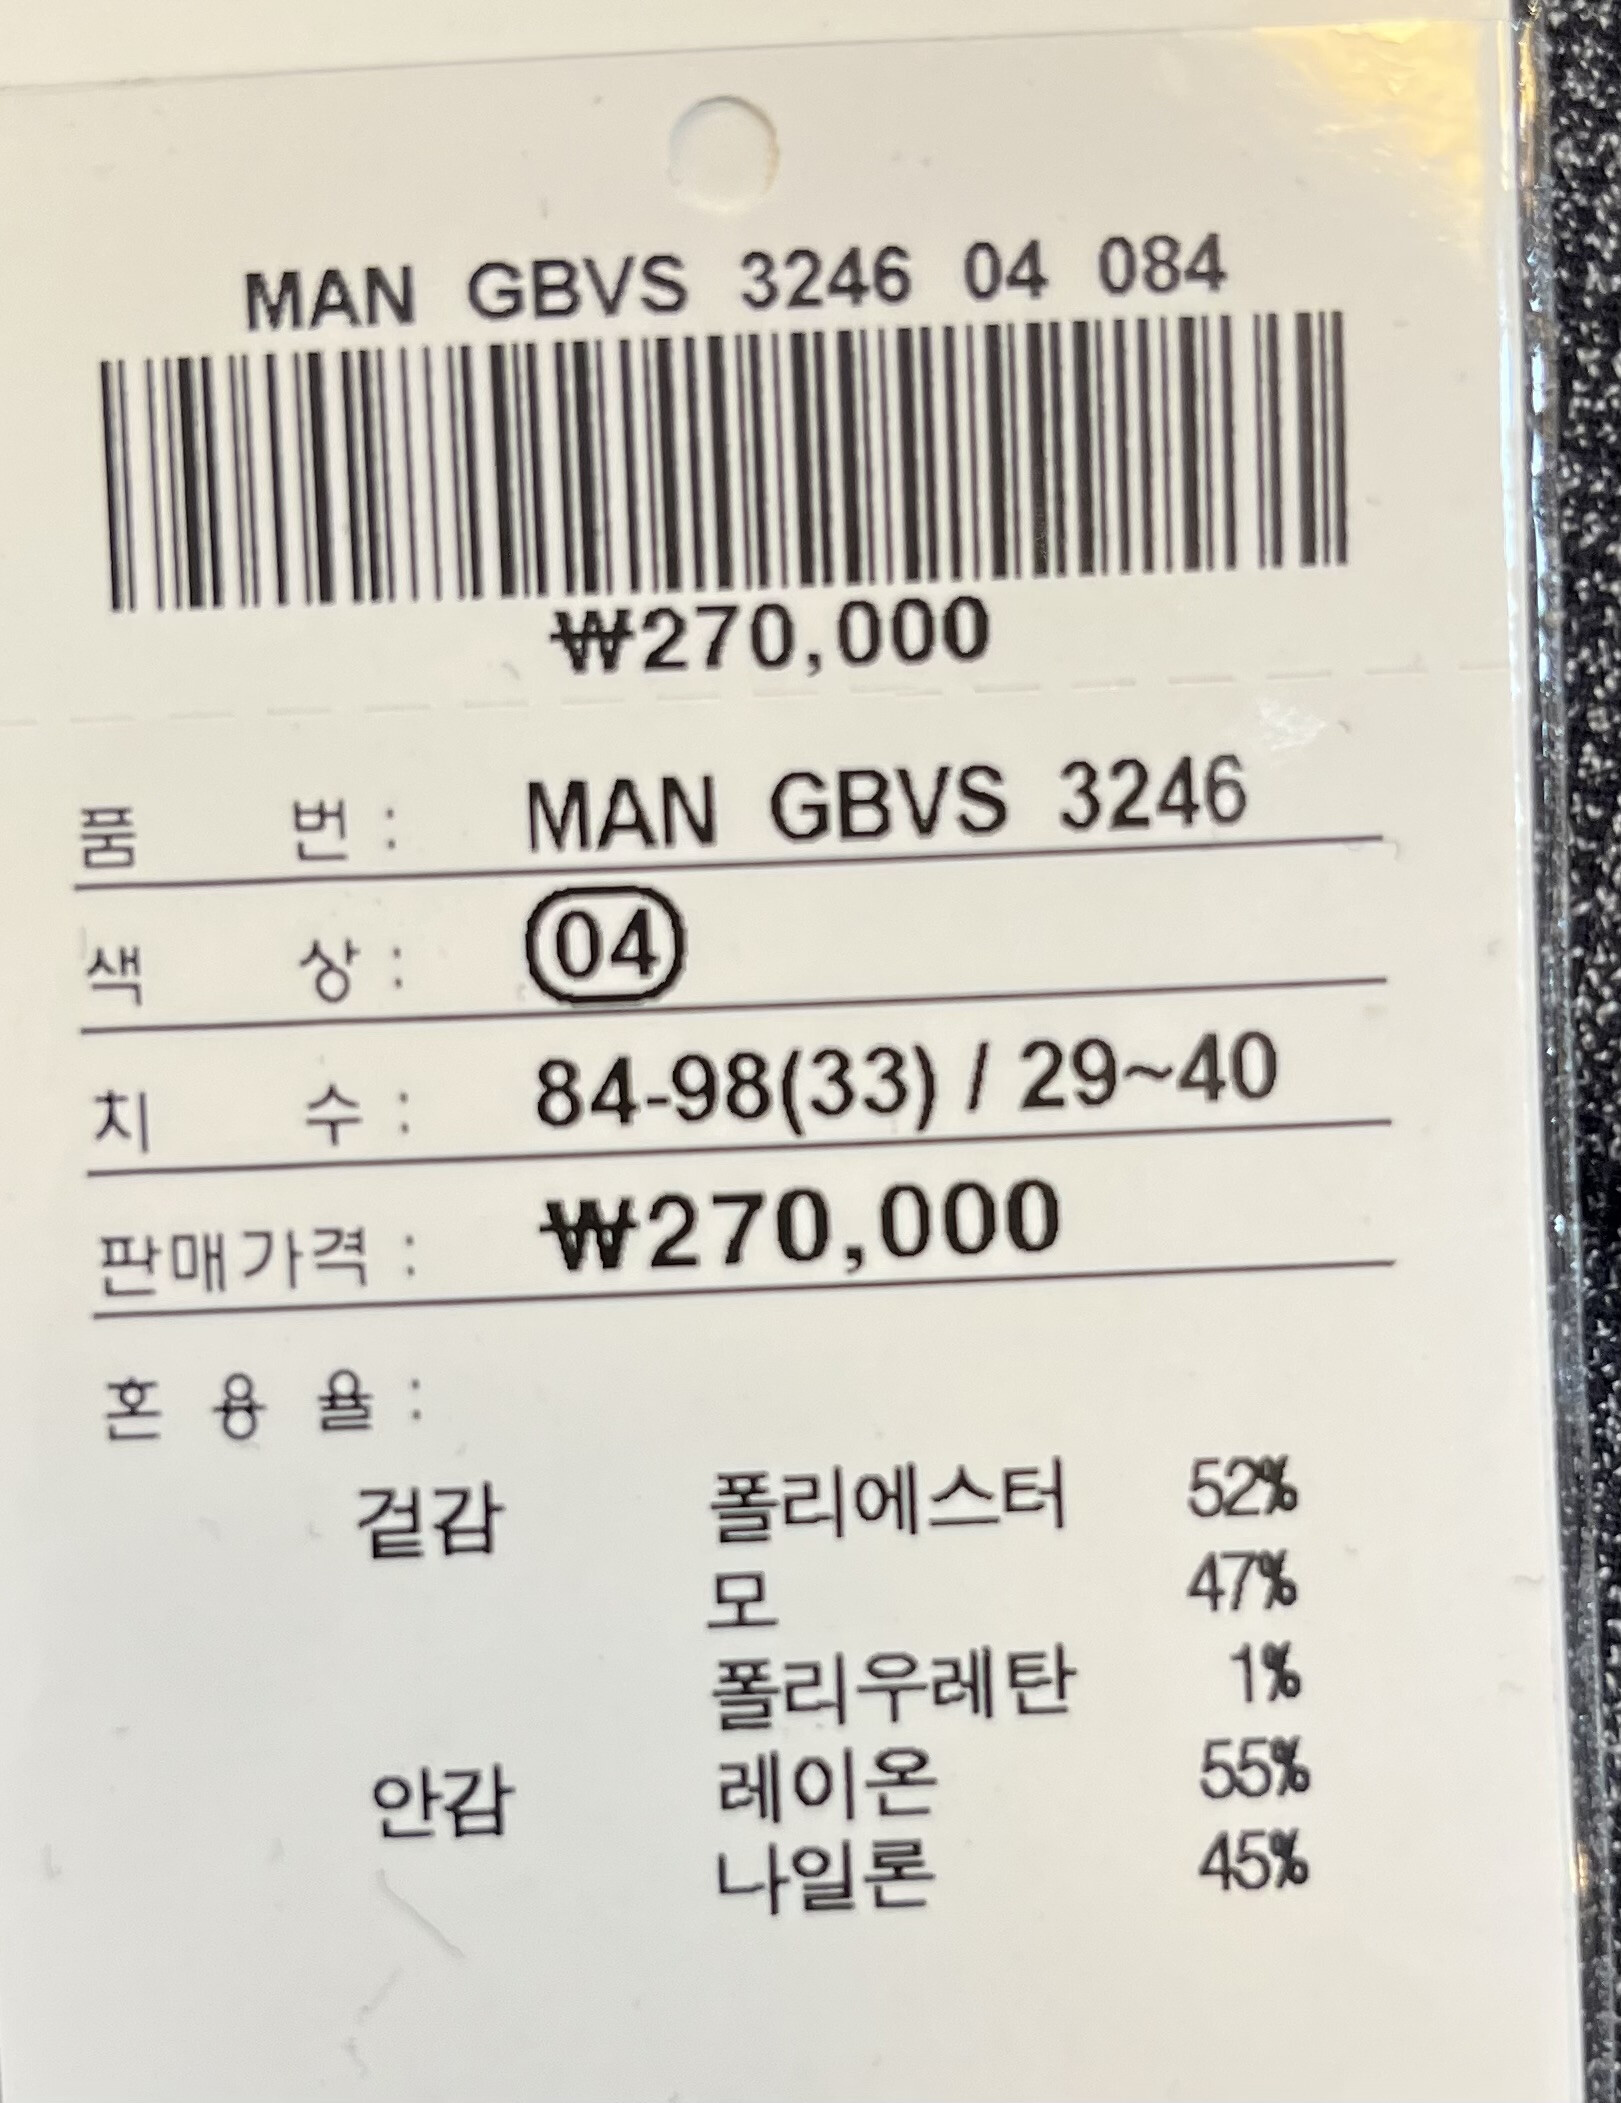 MAN GBVS 3246 04 084
₩270,000
품 번 : MAN GBVS 3246
색 상 : 04
치 수 : 84-98(33) / 29~40
판매가격 : ₩270,000
혼 용 율 :
겉감 폴리에스터 52%
모 47%
폴리우레탄 1%
안감 레이온 55%
나일론 45%